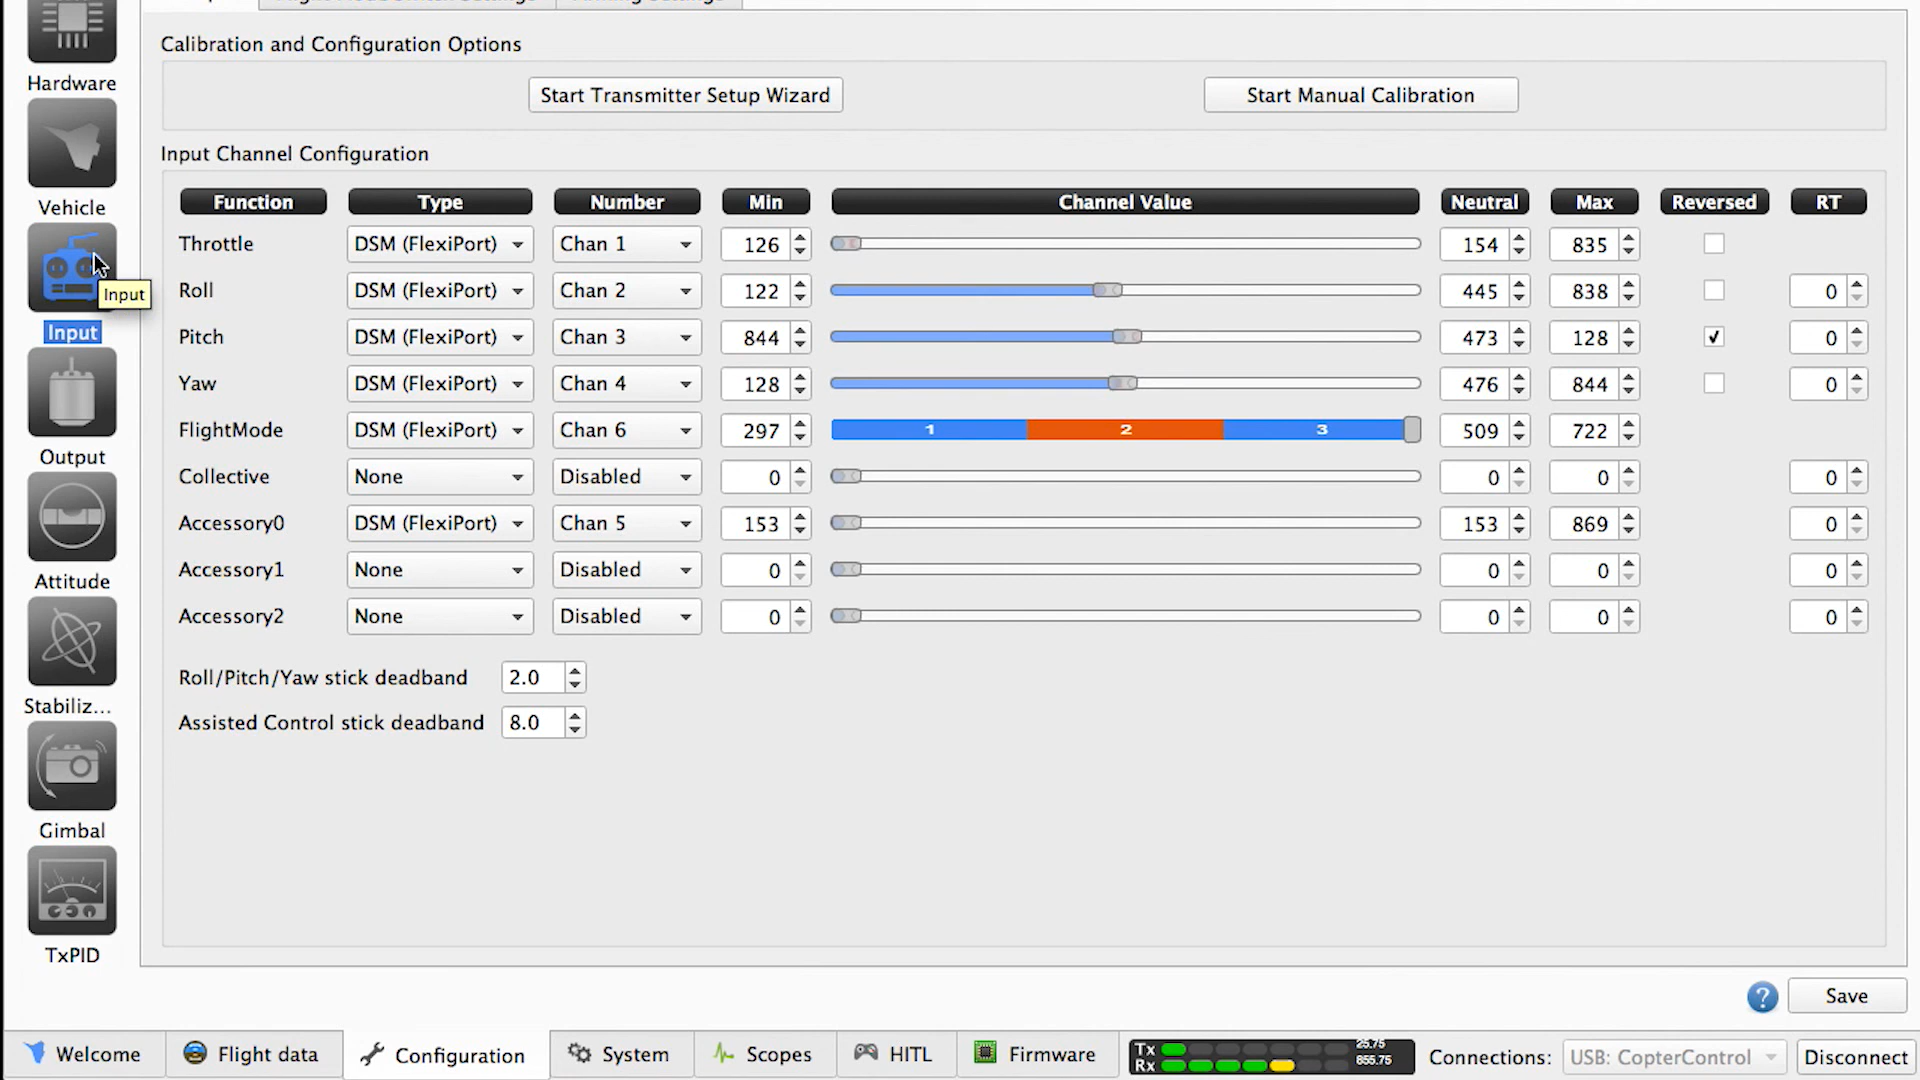 Calibration and Configuration Options
Hardware
Start Transmitter Setup Wizard
Start Manual Calibration
Input Channel Configuration
Vehicle
Function Type Number Min Channel Value Neutral Max Reversed RT
Throttle DSM (FlexiPort) Chan 1 126 154 835
Input
Roll DSM (FlexiPort) Chan 2 122 445 838 0
Input
Pitch DSM (FlexiPort) Chan 3 844 473 128 0
Yaw DSM (FlexiPort) Chan 4 128 476 844 0
FlightMode DSM (FlexiPort) Chan 6 297 1 2 3 509 722
Output
Collective None Disabled 0 0 0 0
Accessory0 DSM (FlexiPort) Chan 5 153 153 869 0
Accessory1 None Disabled 0 0 0 0
Attitude
Accessory2 None Disabled 0 0 0 0
Roll/Pitch/Yaw stick deadband 2.0
Stabiliz...
Assisted Control stick deadband 8.0
Gimbal
TxPID
? Save
Welcome Flight data Configuration System Scopes HITL Firmware
Tx 25.75
Rx 855.75
Connections: USB: CopterControl Disconnect